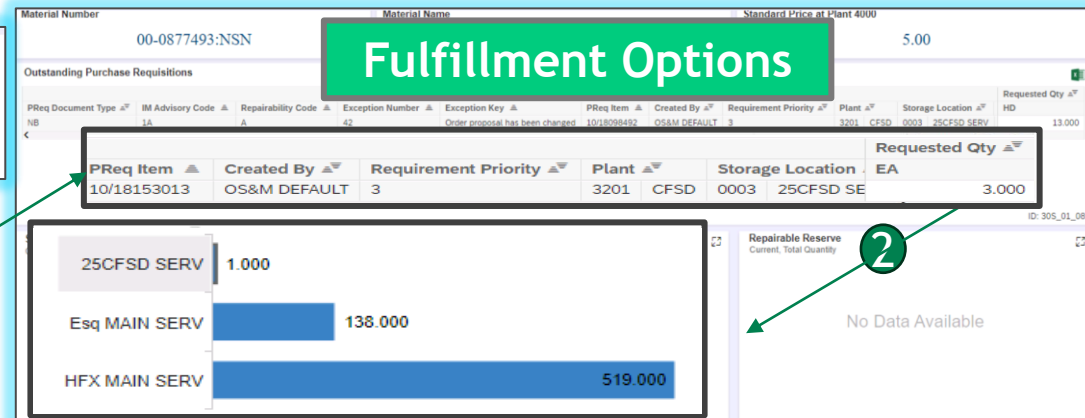 Material Number
Material Name
Standard Price at Plant 4000
00-0877493:NSN
5.00
Fulfillment Options
Outstanding Purchase Requisitions
Requested Qty
PReq Document Type IM Advisory Code Repairability Code Exception Number Exception Key PReq Item Created By Requirement Priority Plant Storage Location HD
NB 1A A 42 Order proposal has been changed 10/18098492 OS&M DEFAULT 3 3201 CFSD 0003 25CFSD SERV 13.000
Requested Qty
PReq Item Created By Requirement Priority Plant Storage Location EA
10/18153013 OS&M DEFAULT 3 3201 CFSD 0003 25CFSD SE 3.000
ID: 305_01_08
Repairable Reserve
Current, Total Quantity
2
25CFSD SERV 1.000
Esq MAIN SERV 138.000
HFX MAIN SERV 519.000
No Data Available